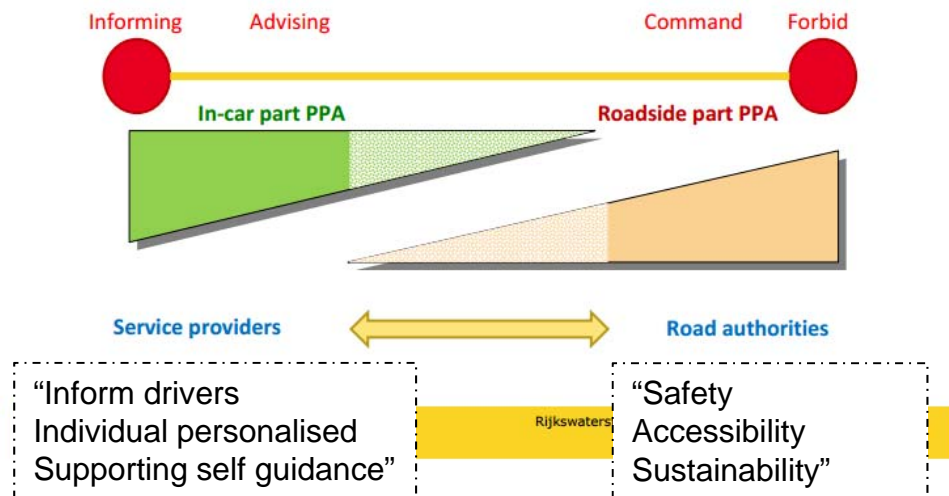 Informing Advising Command Forbid
In-car part PPA Roadside part PPA
Service providers Road authorities
“Inform drivers
Individual personalised
Supporting self guidance”
Rijkswaters
“Safety
Accessibility
Sustainability”